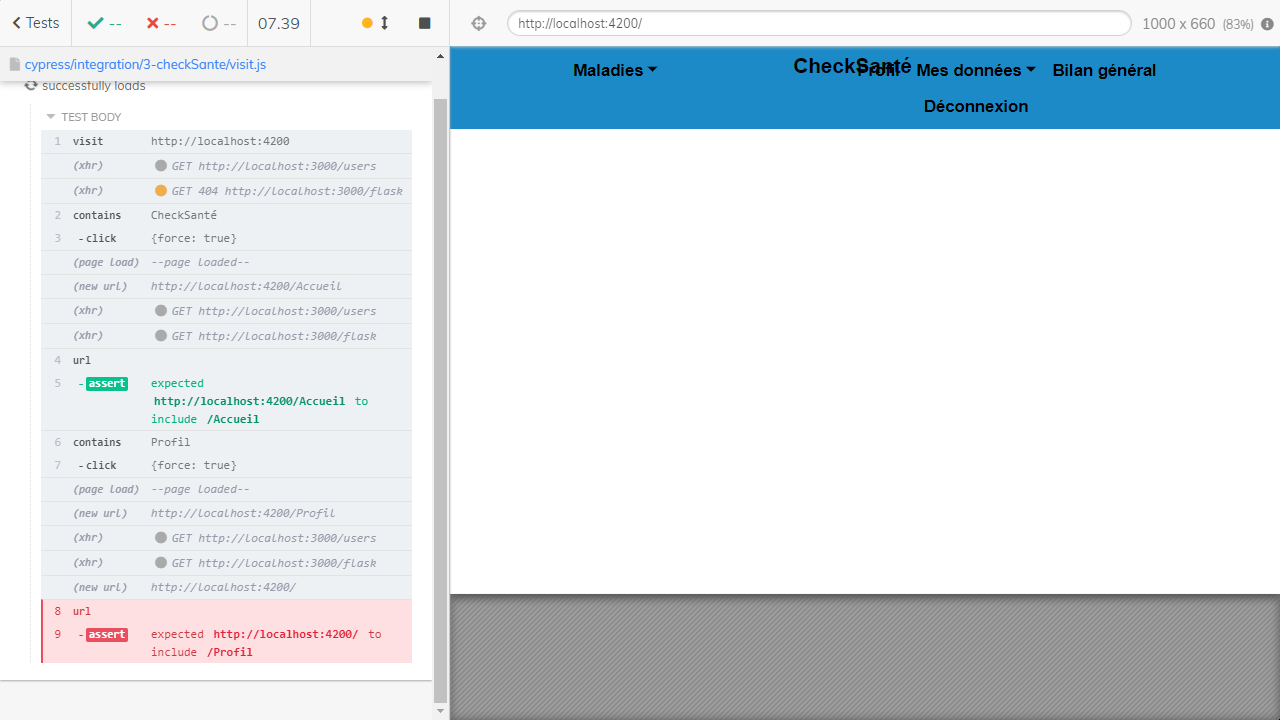 Tests
--
--
--
07.39
http://localhost:4200/
1000 x 660 (83%)
cypress/integration/3-checkSante/visit.js
successfully loads
TEST BODY
1 visit http://localhost:4200
(xhr) GET http://localhost:3000/users
(xhr) GET 404 http://localhost:3000/flask
2 contains CheckSanté
3 -click {force: true}
(page load) --page loaded--
(new url) http://localhost:4200/Accueil
(xhr) GET http://localhost:3000/users
(xhr) GET http://localhost:3000/flask
4 url
5 -assert expected
http://localhost:4200/Accueil to
include /Accueil
6 contains Profil
7 -click {force: true}
(page load) --page loaded--
(new url) http://localhost:4200/Profil
(xhr) GET http://localhost:3000/users
(xhr) GET http://localhost:3000/flask
(new url) http://localhost:4200/
8 url
9 -assert expected http://localhost:4200/ to
include /Profil
Maladies CheckSanté Profil Mes données Bilan général
Déconnexion